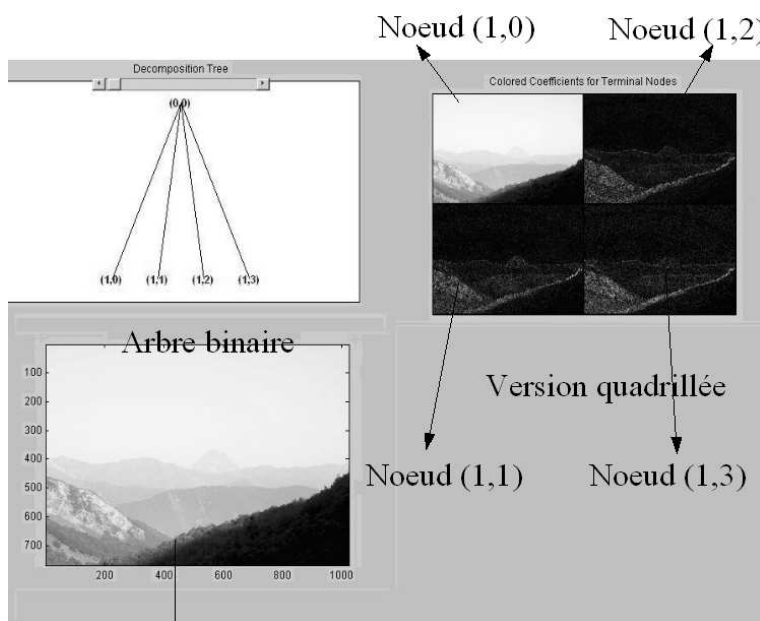 Noeud (1,0)
Noeud (1,2)
Decomposition Tree
Colored Coefficients for Terminal Nodes
(0,0)
(1,0) (1,1) (1,2) (1,3)
Arbre binaire
100
200
300
400
500
600
700
200 400 600 800 1000
Version quadrillée
Noeud (1,1)
Noeud (1,3)